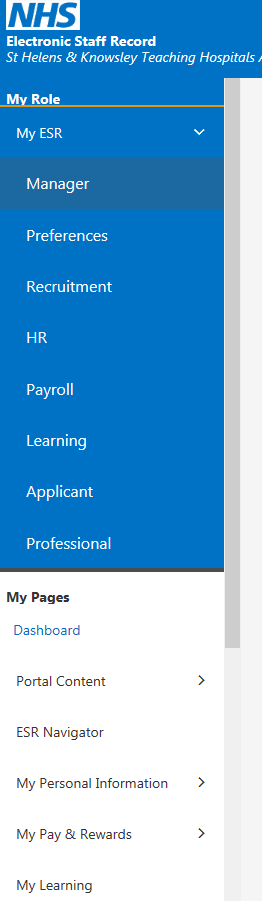 NHS
Electronic Staff Record
St Helens & Knowsley Teaching Hospitals
My Role
My ESR
Manager
Preferences
Recruitment
HR
Payroll
Learning
Applicant
Professional
My Pages
Dashboard
Portal Content
ESR Navigator
My Personal Information
My Pay & Rewards
My Learning